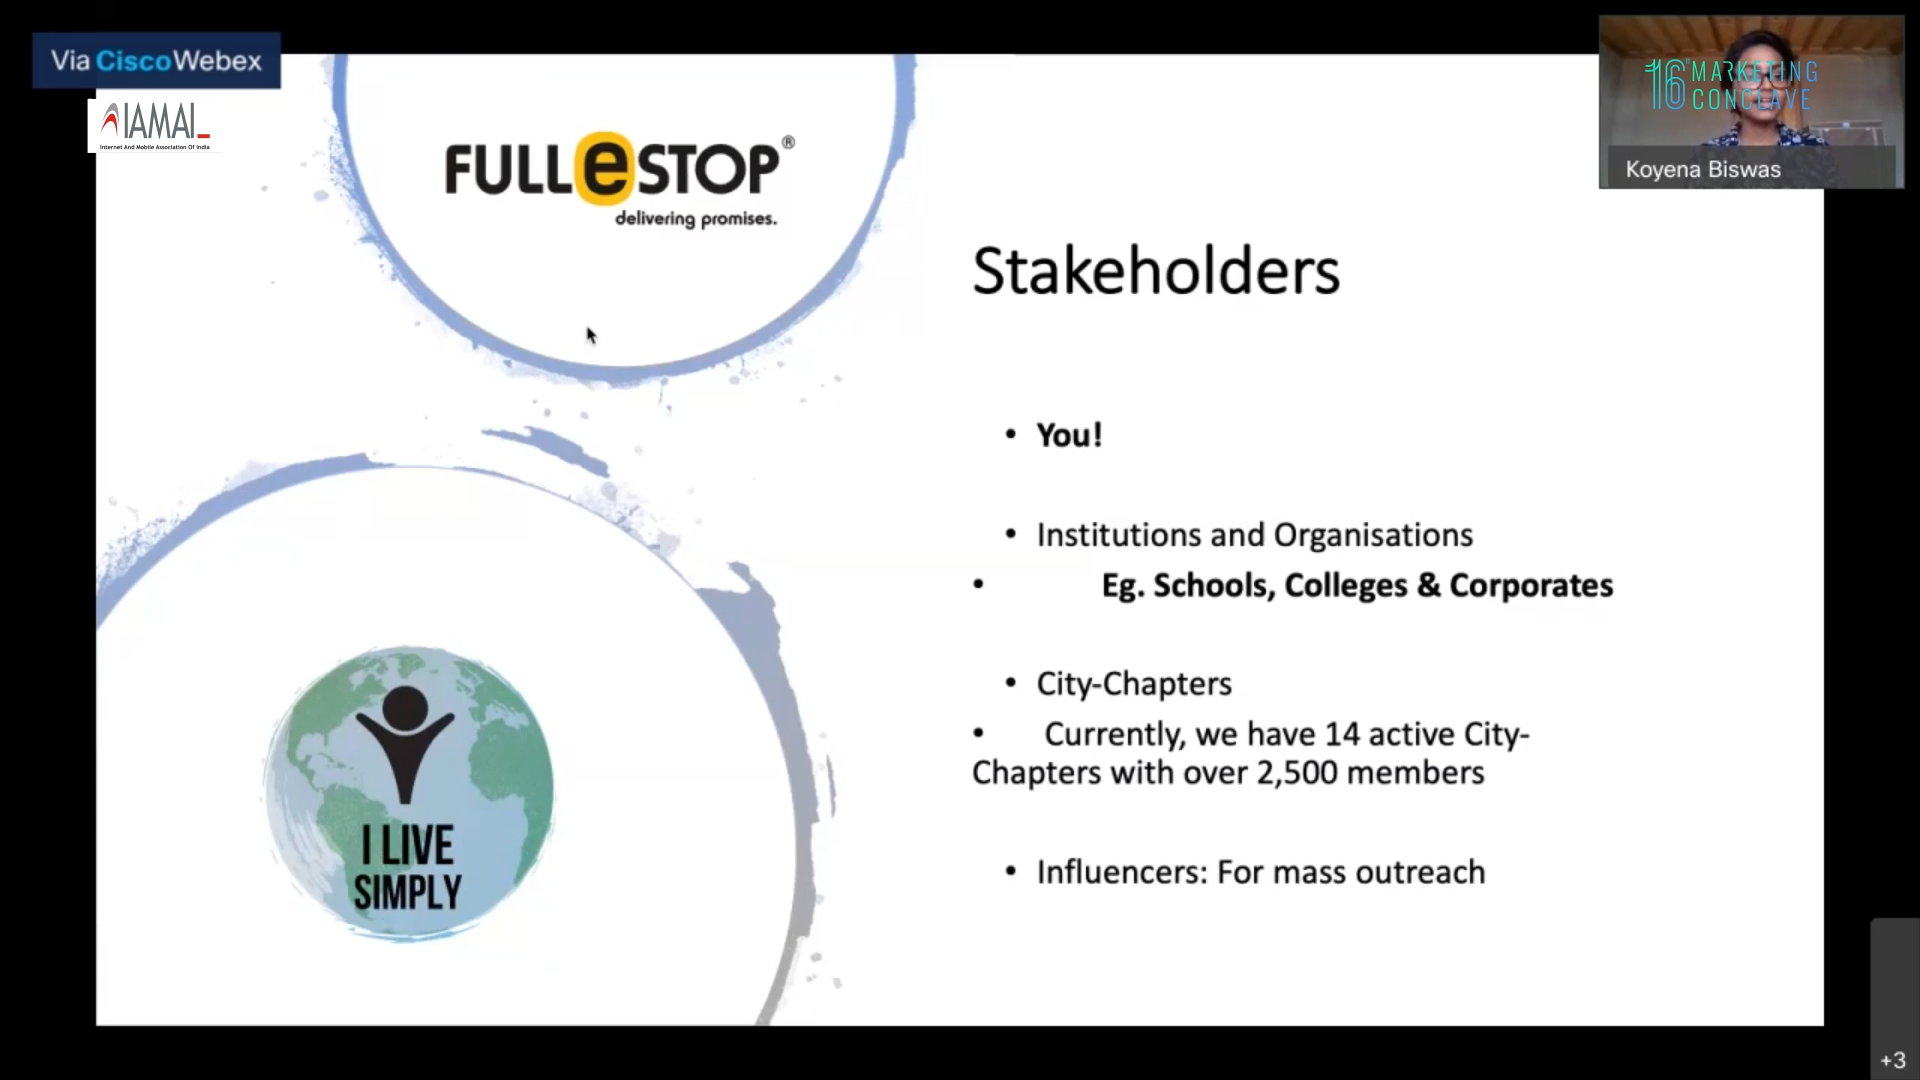 Via CiscoWebex
IAMAI_
Internet And Mobile Association Of India
FULLeSTOP®
delivering promises.
16TH MARKETING
CONCLAVE
Koyena Biswas
Stakeholders
• You!
• Institutions and Organisations
• Eg. Schools, Colleges & Corporates
• City-Chapters
• Currently, we have 14 active City-
Chapters with over 2,500 members
• Influencers: For mass outreach
I LIVE
SIMPLY
+3